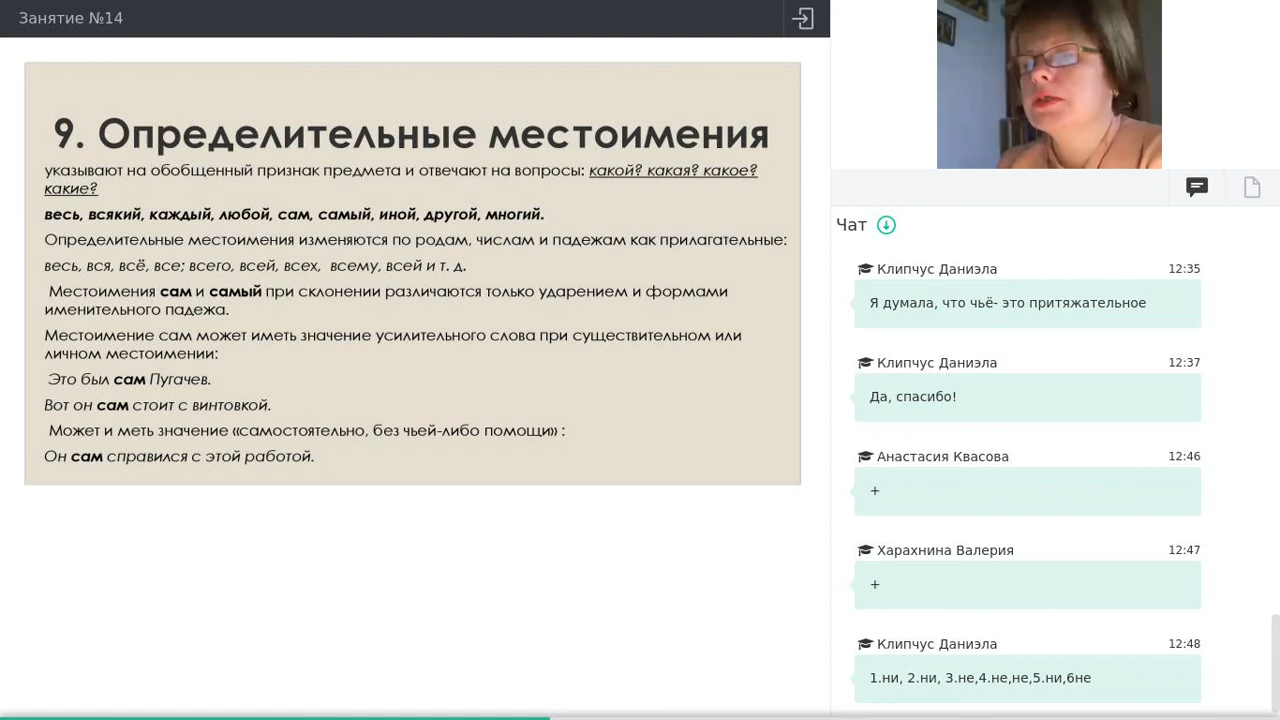 Занятие №14
9. Определительные местоимения
указывают на обобщенный признак предмета и отвечают на вопросы: какой? какая? какое?
какие?
весь, всякий, каждый, любой, сам, самый, иной, другой, многий.
Определительные местоимения изменяются по родам, числам и падежам как прилагательные:
весь, вся, всё, все; всего, всей, всех, всему, всей и т. д.
Местоимения сам и самый при склонении различаются только ударением и формами
именительного падежа.
Местоимение сам может иметь значение усилительного слова при существительном или
личном местоимении:
Это был сам Пугачев.
Вот он сам стоит с винтовкой.
Может и меть значение «самостоятельно, без чьей-либо помощи» :
Он сам справился с этой работой.
Чат
Клипчус Даниэла 12:35
Я думала, что чьё- это притяжательное
Клипчус Даниэла 12:37
Да, спасибо!
Анастасия Квасова 12:46
+
Харахнина Валерия 12:47
+
Клипчус Даниэла 12:48
1.ни, 2.ни, 3.не,4.не,не,5.ни,6не